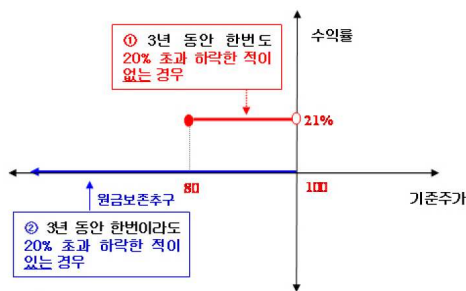 ① 3년 동안 한번도
20% 초과 하락한 적이
없는 경우
수익률
21%
80
100
기준주가
원금보존추구
② 3년 동안 한번이라도
20% 초과 하락한 적이
있는 경우